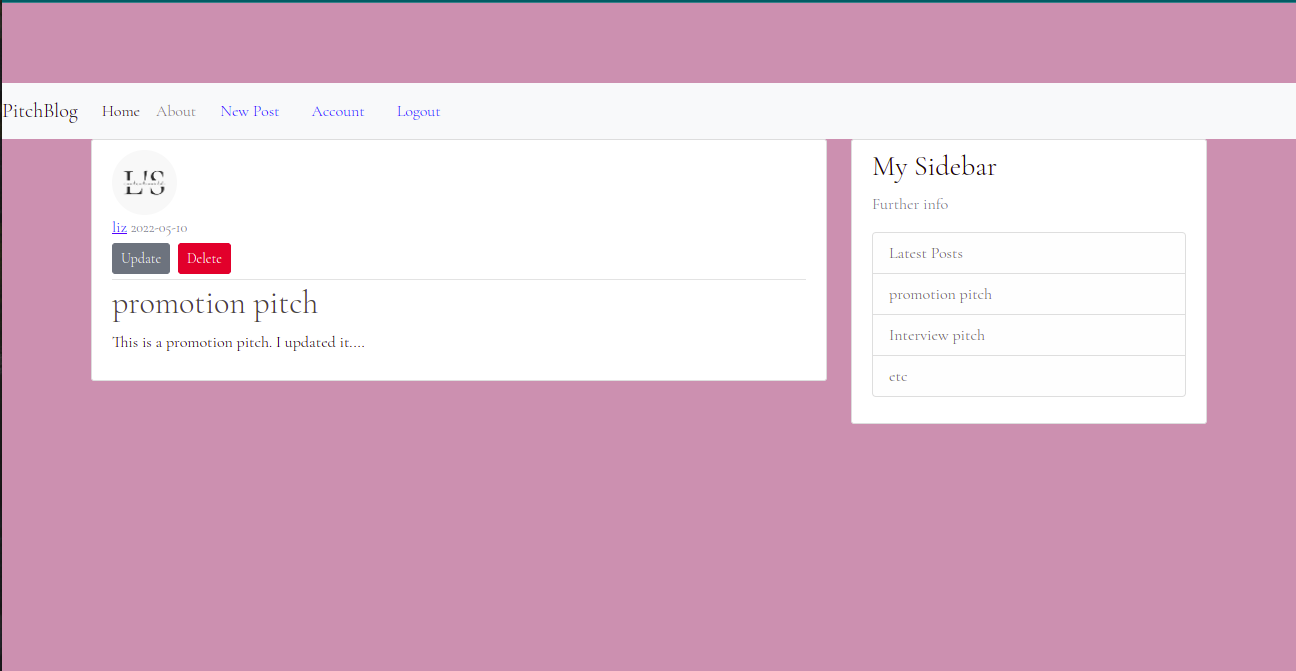 PitchBlog Home About New Post Account Logout
L/S
liz 2022-05-10
Update Delete
promotion pitch
This is a promotion pitch. I updated it....
My Sidebar
Further info
Latest Posts
promotion pitch
Interview pitch
etc